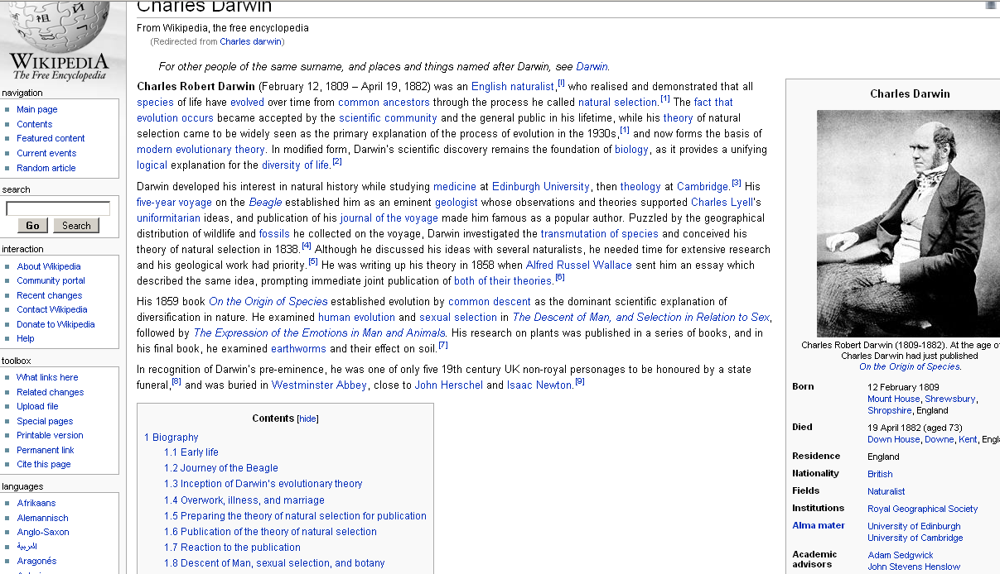 Charles Darwin
WIKIPEDIA
The Free Encyclopedia
navigation
Main page
Contents
Featured content
Current events
Random article
search
Go Search
interaction
About Wikipedia
Community portal
Recent changes
Contact Wikipedia
Donate to Wikipedia
Help
toolbox
What links here
Related changes
Upload file
Special pages
Printable version
Permanent link
Cite this page
languages
Afrikaans
Alemannisch
Anglo-Saxon
العربية
Aragonés
From Wikipedia, the free encyclopedia
(Redirected from Charles darwin)
For other people of the same surname, and places and things named after Darwin, see Darwin.
Charles Robert Darwin (February 12, 1809 – April 19, 1882) was an English naturalist,[I] who realised and demonstrated that all
species of life have evolved over time from common ancestors through the process he called natural selection.[1] The fact that
evolution occurs became accepted by the scientific community and the general public in his lifetime, while his theory of natural
selection came to be widely seen as the primary explanation of the process of evolution in the 1930s,[1] and now forms the basis of
modern evolutionary theory. In modified form, Darwin's scientific discovery remains the foundation of biology, as it provides a unifying
logical explanation for the diversity of life.[2]
Darwin developed his interest in natural history while studying medicine at Edinburgh University, then theology at Cambridge.[3] His
five-year voyage on the Beagle established him as an eminent geologist whose observations and theories supported Charles Lyell's
uniformitarian ideas, and publication of his journal of the voyage made him famous as a popular author. Puzzled by the geographical
distribution of wildlife and fossils he collected on the voyage, Darwin investigated the transmutation of species and conceived his
theory of natural selection in 1838.[4] Although he discussed his ideas with several naturalists, he needed time for extensive research
and his geological work had priority.[5] He was writing up his theory in 1858 when Alfred Russel Wallace sent him an essay which
described the same idea, prompting immediate joint publication of both of their theories.[6]
His 1859 book On the Origin of Species established evolution by common descent as the dominant scientific explanation of
diversification in nature. He examined human evolution and sexual selection in The Descent of Man, and Selection in Relation to Sex,
followed by The Expression of the Emotions in Man and Animals. His research on plants was published in a series of books, and in
his final book, he examined earthworms and their effect on soil.[7]
In recognition of Darwin's pre-eminence, he was one of only five 19th century UK non-royal personages to be honoured by a state
funeral,[8] and was buried in Westminster Abbey, close to John Herschel and Isaac Newton.[9]
Contents [hide]
1 Biography
1.1 Early life
1.2 Journey of the Beagle
1.3 Inception of Darwin's evolutionary theory
1.4 Overwork, illness, and marriage
1.5 Preparing the theory of natural selection for publication
1.6 Publication of the theory of natural selection
1.7 Reaction to the publication
1.8 Descent of Man, sexual selection, and botany
Charles Darwin
Charles Robert Darwin (1809-1882). At the age of
Charles Darwin had just published
On the Origin of Species.
Born 12 February 1809
Mount House, Shrewsbury,
Shropshire, England
Died 19 April 1882 (aged 73)
Down House, Downe, Kent, Engl
Residence England
Nationality British
Fields Naturalist
Institutions Royal Geographical Society
Alma mater University of Edinburgh
University of Cambridge
Academic Adam Sedgwick
advisors John Stevens Henslow